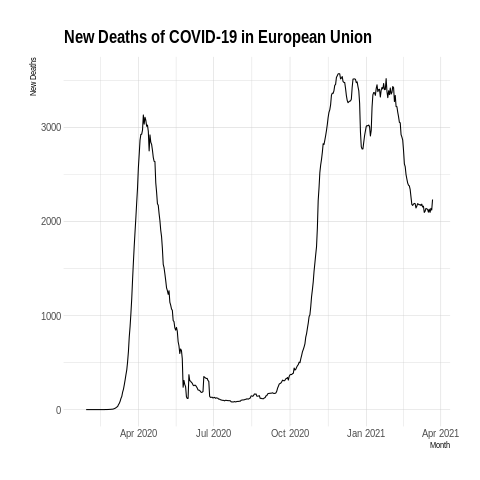 New Deaths of COVID-19 in European Union
New Deaths
3000
2000
1000
0
Apr 2020 Jul 2020 Oct 2020 Jan 2021 Apr 2021
Month